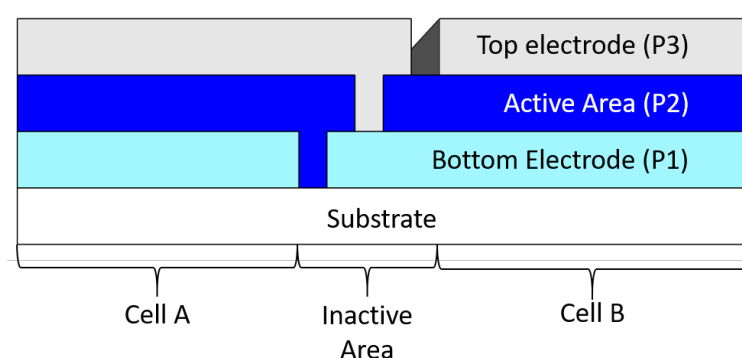 Top electrode (P3)
Active Area (P2)
Bottom Electrode (P1)
Substrate
Cell A
Inactive
Area
Cell B